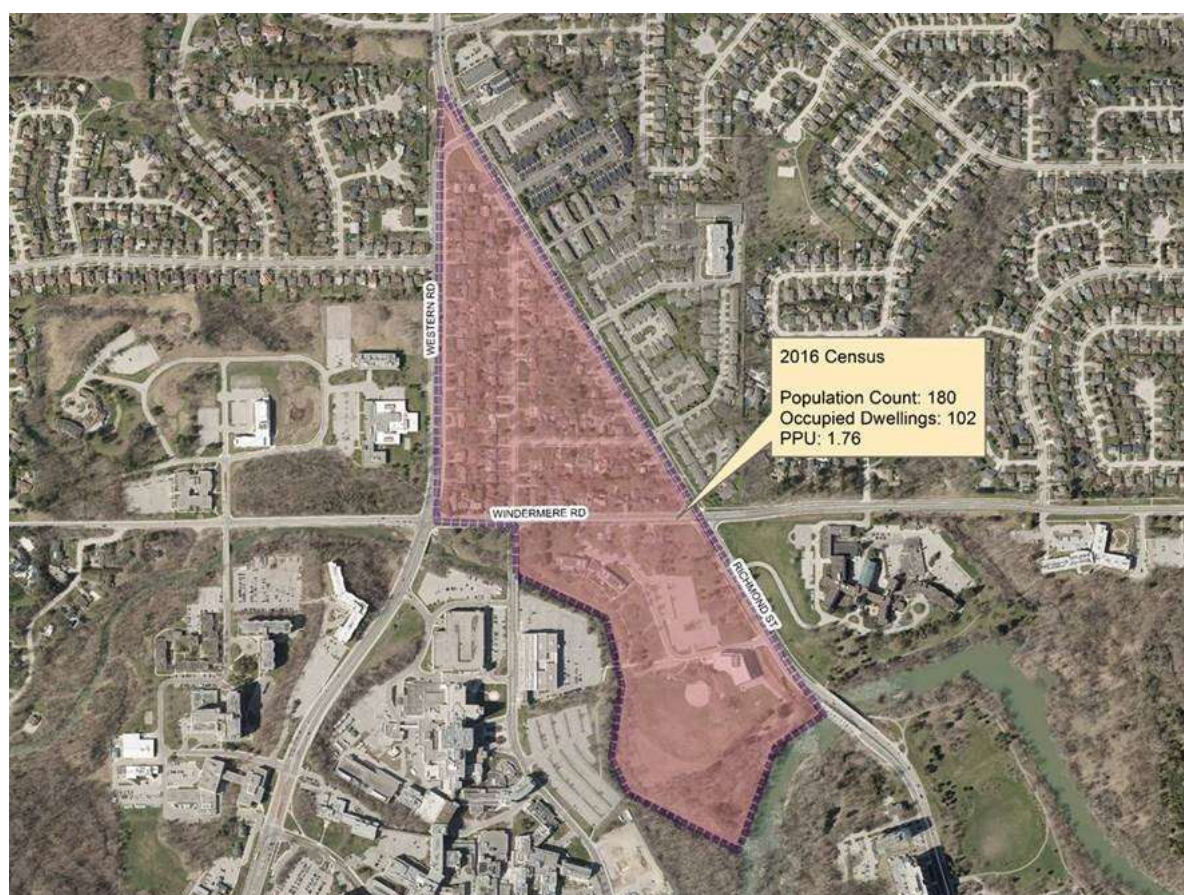 WESTERN RD
2016 Census
Population Count: 180
Occupied Dwellings: 102
PPU: 1.76
WINDERMERE RD
RICHMOND ST